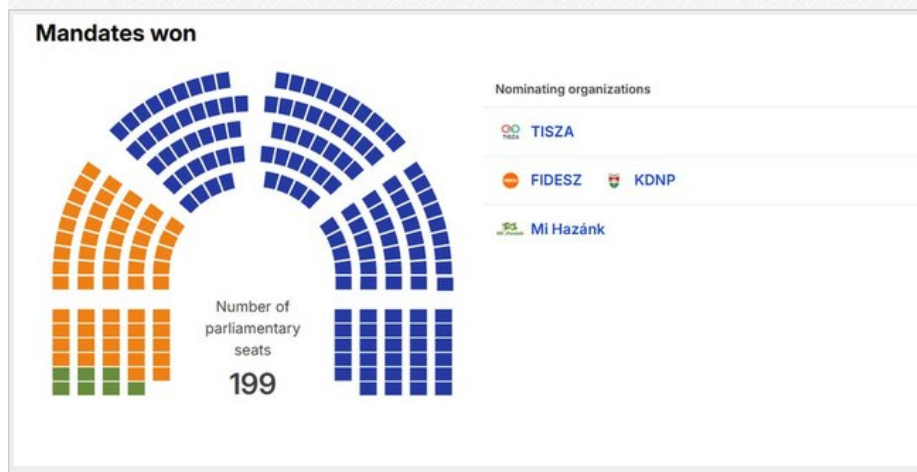 Mandates won
Nominating organizations
TISZA
FIDESZ KDNP
Mi Hazánk
Number of
parliamentary
seats
199